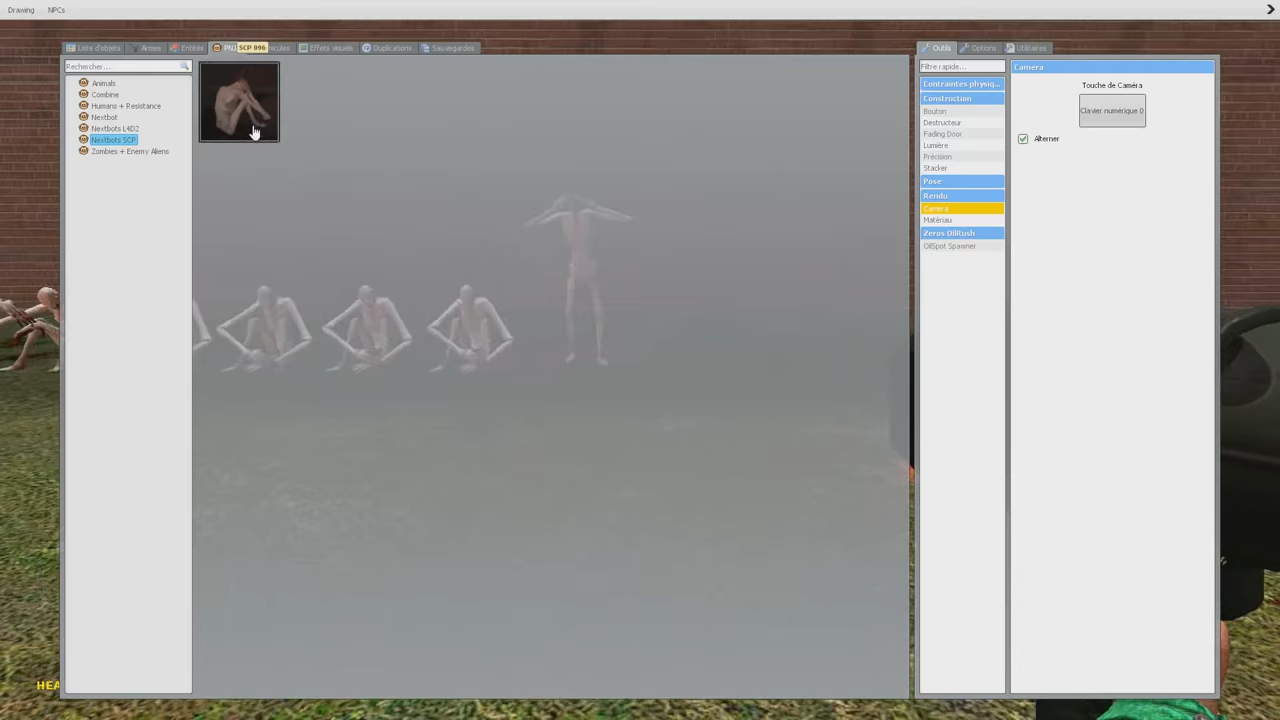 Drawing NPCs
Liste d'objets Armes Entités PNJ SCP 096 icules Effets visuels Duplications Sauvegardes
Rechercher...
Animals
Combine
Humans + Resistance
Nextbot
Nextbots L4D2
Nextbots SCP
Zombies + Enemy Aliens
Outils Options Utilitaires
Filtre rapide...
Contraintes physiq...
Construction
Bouton
Destructeur
Fading Door
Lumière
Précision
Stacker
Pose
Rendu
Caméra
Matériau
Zeros OilRush
OilSpot Spawner
Caméra
Touche de Caméra
Clavier numérique 0
Alterner
HEA